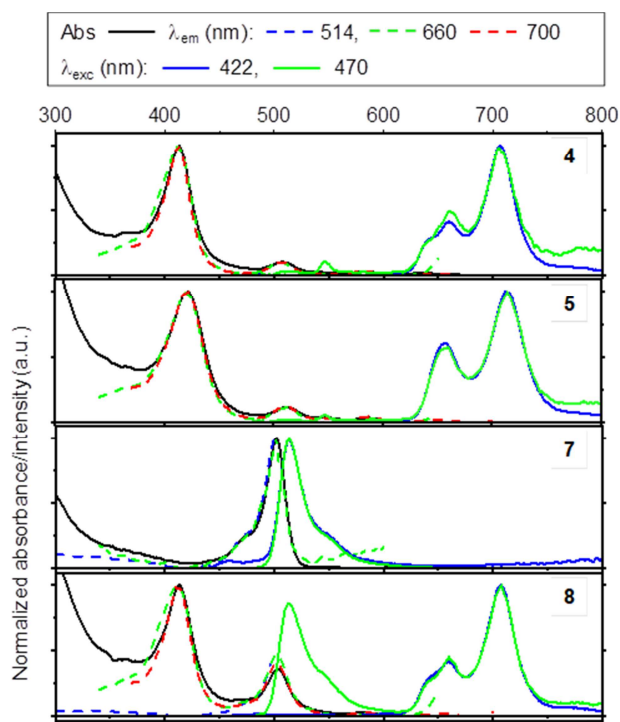 Abs λem (nm): 514, 660 700
λexc (nm): 422, 470
300 400 500 600 700 800
4
5
7
8
Normalized absorbance/intensity (a.u.)